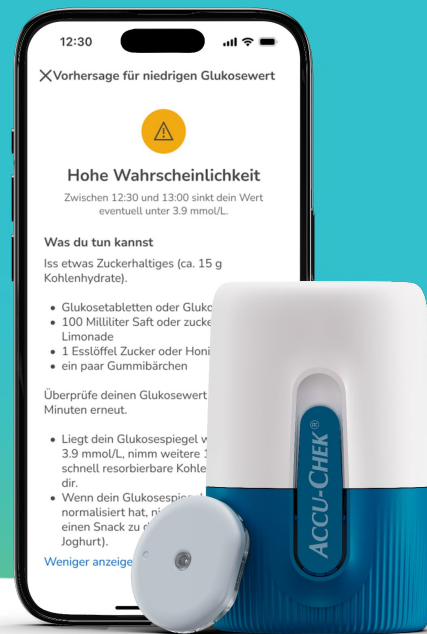 12:30
Vorhersage für niedrigen Glukosewert
Hohe Wahrscheinlichkeit
Zwischen 12:30 und 13:00 sinkt dein Wert
eventuell unter 3.9 mmol/L.
Was du tun kannst
Iss etwas Zuckerhaltiges (ca. 15 g
Kohlenhydrate).
• Glukosetabletten oder
• 100 Milliliter Saft oder
Limonade
• 1 Esslöffel Zucker oder
• ein paar Gummibärchen
Überprüfe deinen Glukosewert
Minuten erneut.
• Liegt dein Glukosespiegel
3.9 mmol/L, nimm weitere
schnell resorbierbare
dir.
• Wenn dein
normalisiert hat,
einen Snack zu
Joghurt).
Weniger
ACCU-CHEK®